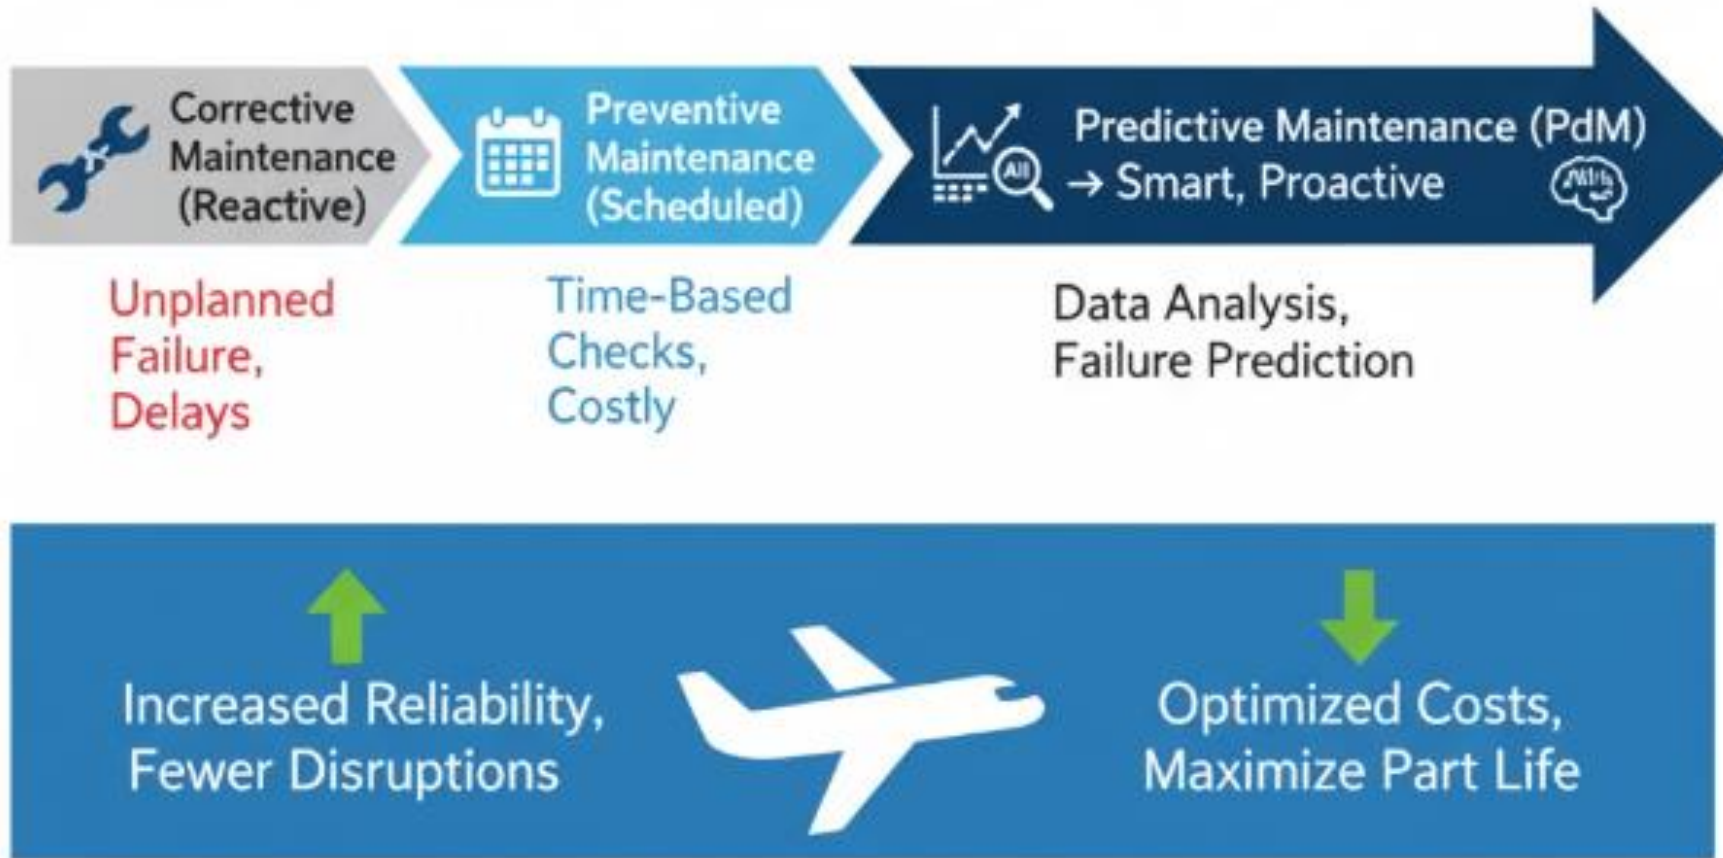 Corrective
Maintenance
(Reactive)
Preventive
Maintenance
(Scheduled)
Predictive Maintenance (PdM)
→ Smart, Proactive
Unplanned
Failure,
Delays
Time-Based
Checks,
Costly
Data Analysis,
Failure Prediction
Increased Reliability,
Fewer Disruptions
Optimized Costs,
Maximize Part Life